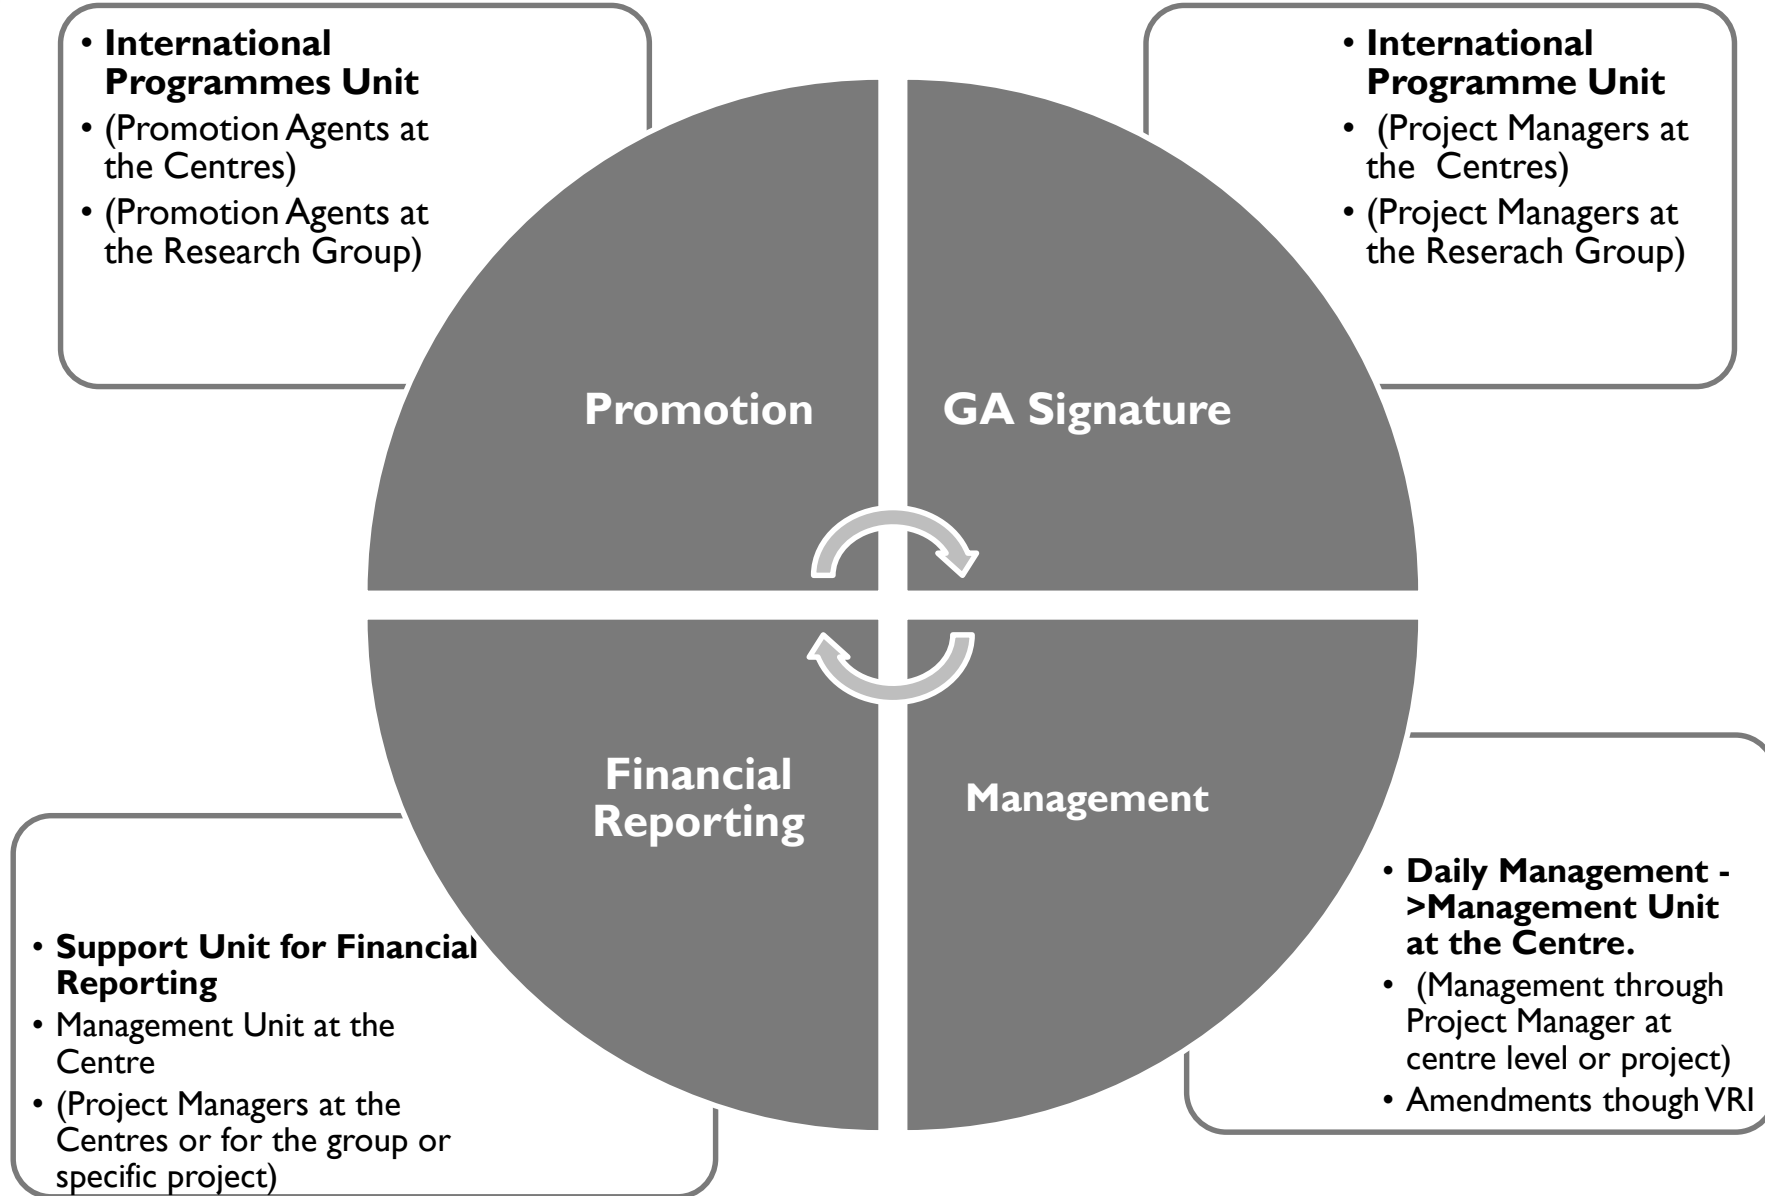 • International
Programmes Unit
• (Promotion Agents at
the Centres)
• (Promotion Agents at
the Research Group)
• International
Programme Unit
• (Project Managers at
the Centres)
• (Project Managers at
the Reserach Group)
Promotion
GA Signature
Financial
Reporting
Management
• Support Unit for Financial
Reporting
• Management Unit at the
Centre
• (Project Managers at the
Centres or for the group or
specific project)
• Daily Management -
>Management Unit
at the Centre.
• (Management through
Project Manager at
centre level or project)
• Amendments though VRI